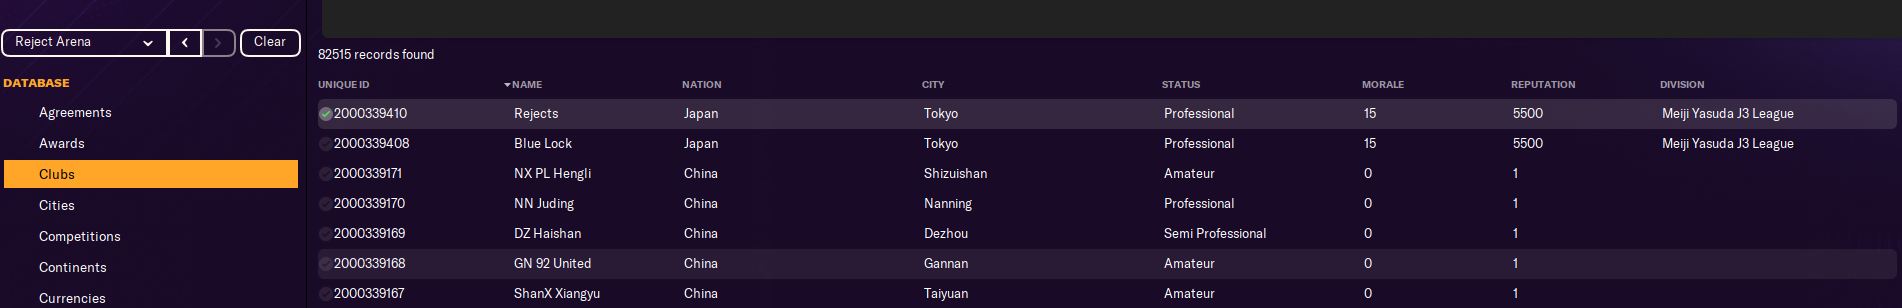 Reject Arena
Clear
82515 records found
DATABASE
Agreements
Awards
Clubs
Cities
Competitions
Continents
Currencies
UNIQUE ID NAME NATION CITY STATUS MORALE REPUTATION DIVISION
2000339410 Rejects Japan Tokyo Professional 15 5500 Meiji Yasuda J3 League
2000339408 Blue Lock Japan Tokyo Professional 15 5500 Meiji Yasuda J3 League
2000339171 NX PL Hengli China Shizuishan Amateur 0 1
2000339170 NN Juding China Nanning Professional 0 1
2000339169 DZ Haishan China Dezhou Semi Professional 0 1
2000339168 GN 92 United China Gannan Amateur 0 1
2000339167 ShanX Xiangyu China Taiyuan Amateur 0 1